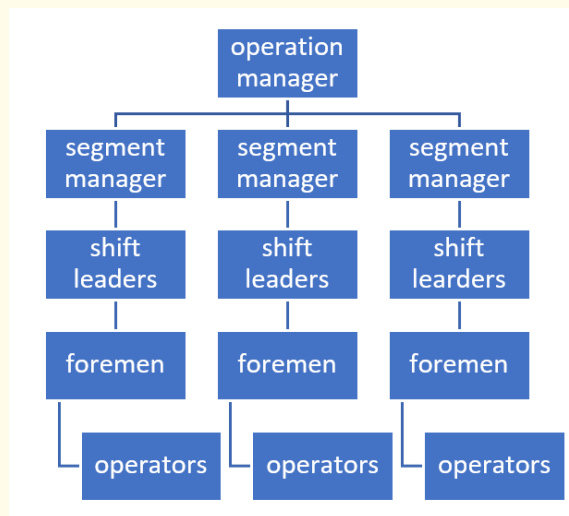 operation
manager
segment
manager
segment
manager
segment
manager
shift
leaders
shift
leaders
shift
learders
foremen
foremen
foremen
operators
operators
operators